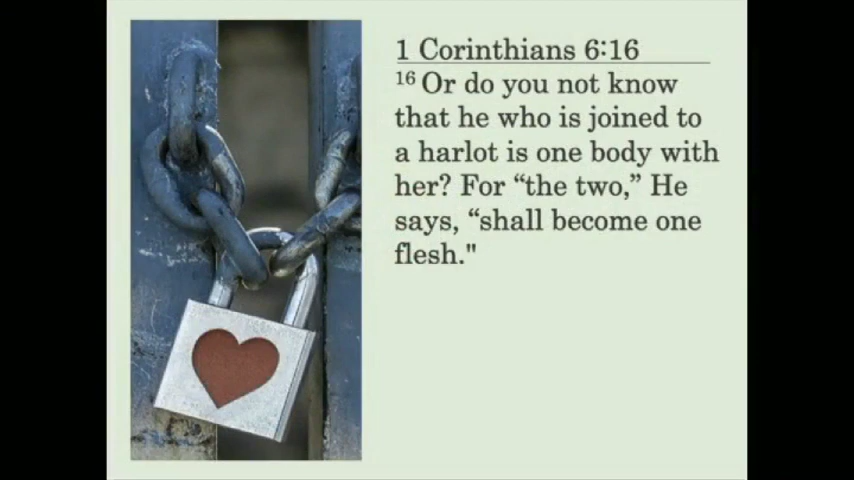 1 Corinthians 6:16
16 Or do you not know
that he who is joined to
a harlot is one body with
her? For “the two,” He
says, “shall become one
flesh."